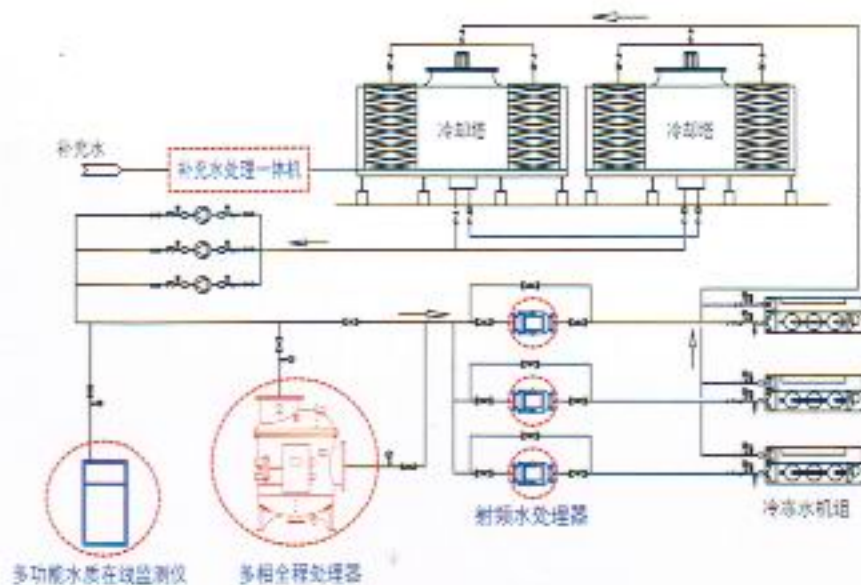 冷却塔
冷却塔
补充水
补充水处理一体机
射频水处理器
冷冻水机组
多功能水质在线监测仪
多相全程处理器